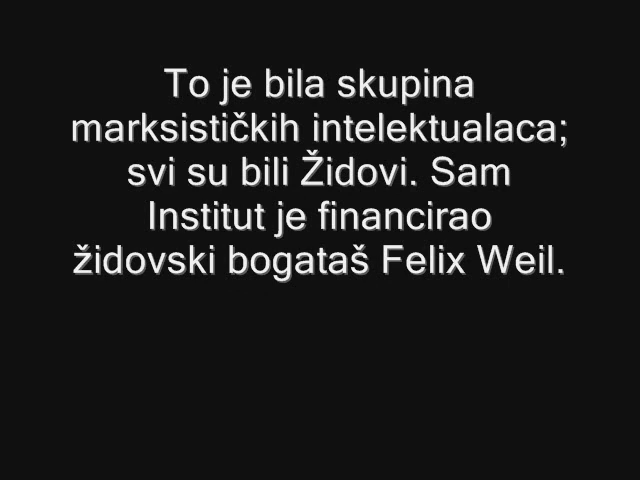 To je bila skupina
marksističkih intelektualaca;
svi su bili Židovi. Sam
Institut je financirao
židovski bogataš Felix Weil.